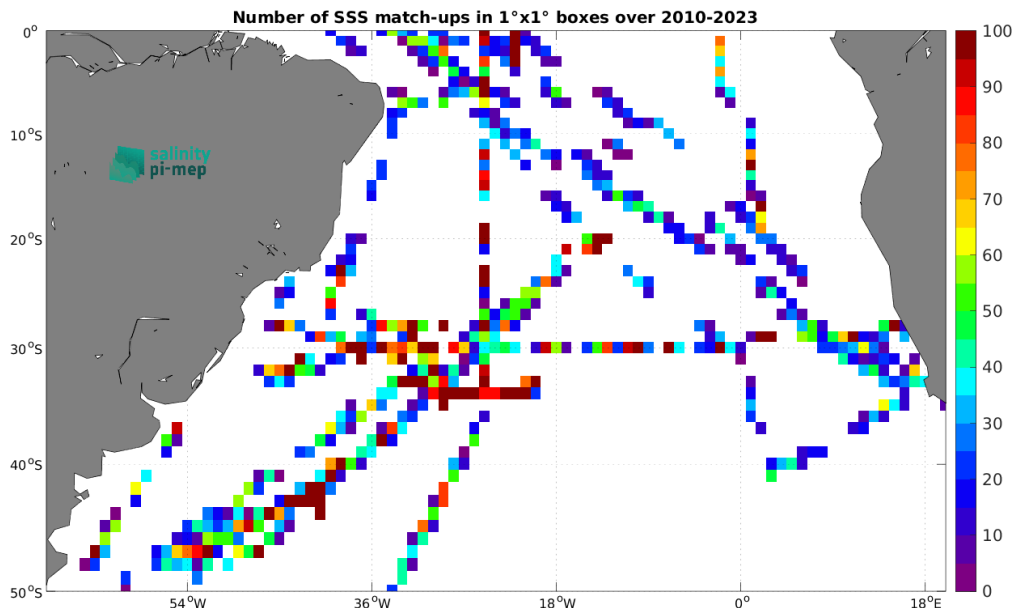 Number of SSS match-ups in 1°x1° boxes over 2010-2023
0°
10°S
20°S
30°S
40°S
50°S
54°W
36°W
18°W
0°
18°E
salinity
pi-mep
100
90
80
70
60
50
40
30
20
10
0